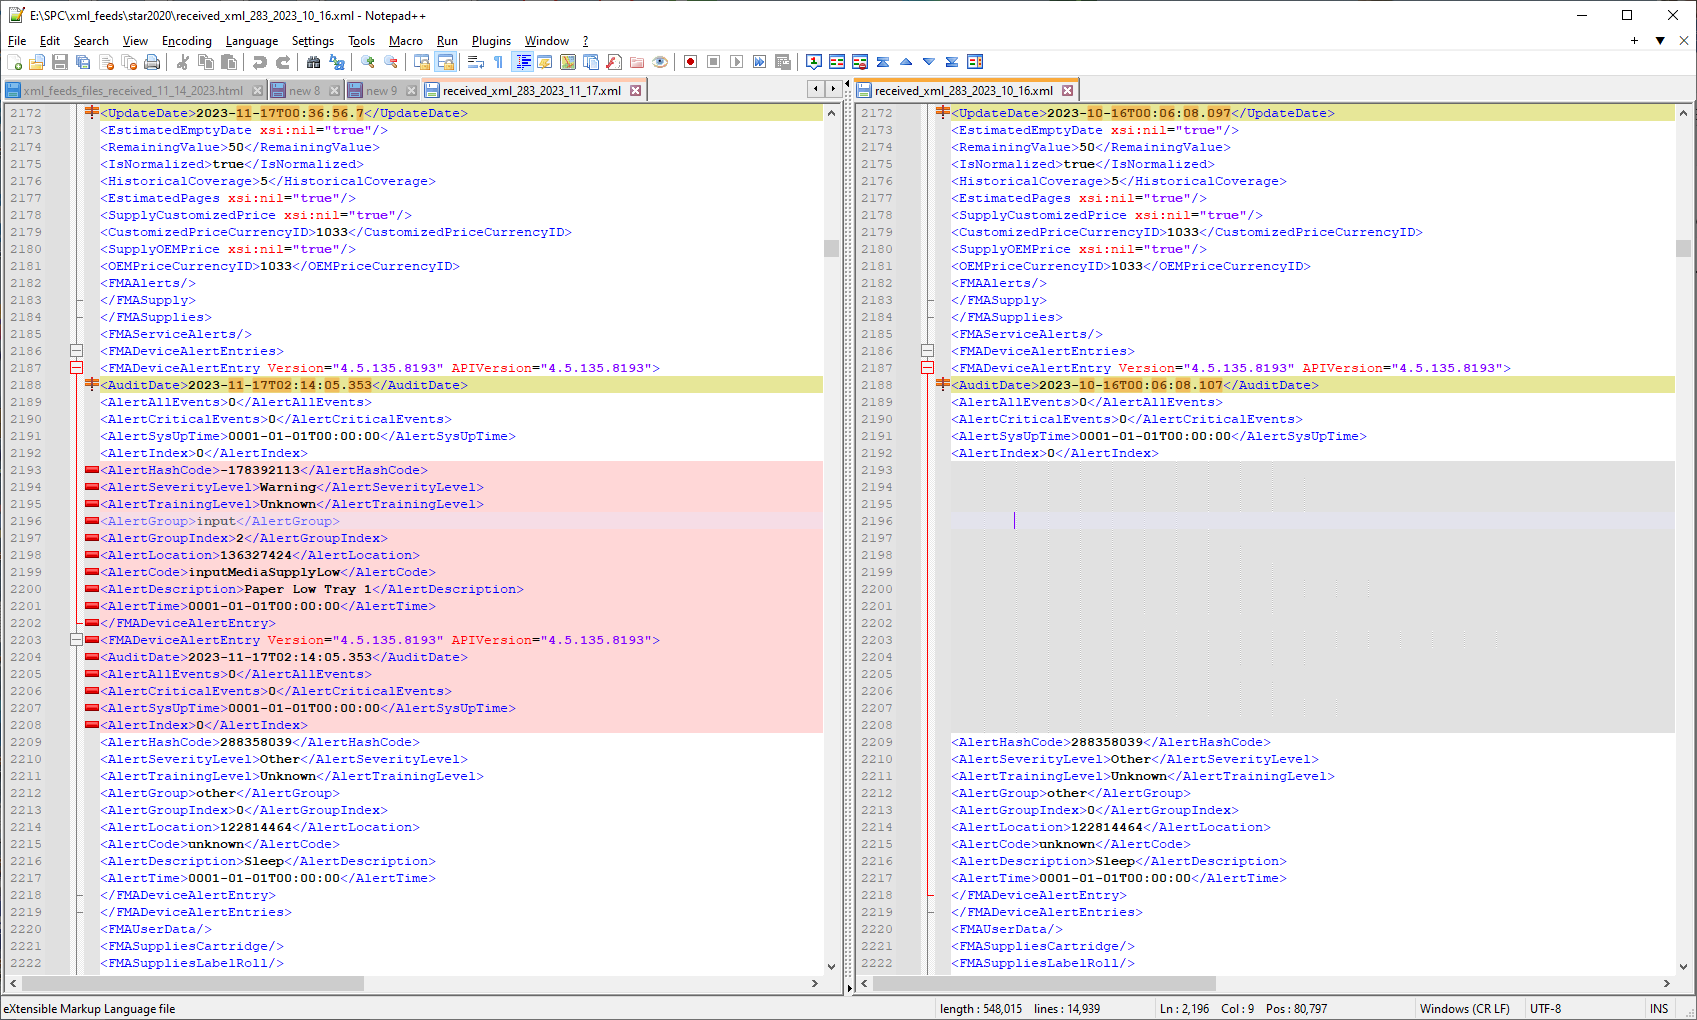 E:\SPC\xml_feeds\star2020\received_xml_283_2023_10_16.xml - Notepad++
File Edit Search View Encoding Language Settings Tools Macro Run Plugins Window ?
xml_feeds_files_received_11_14_2023.html new 8 new 9 received_xml_283_2023_11_17.xml
2172 <UpdateDate>2023-11-17T00:36:56.7</UpdateDate>
2173 <EstimatedEmptyDate xsi:nil="true"/>
2174 <RemainingValue>50</RemainingValue>
2175 <IsNormalized>true</IsNormalized>
2176 <HistoricalCoverage>5</HistoricalCoverage>
2177 <EstimatedPages xsi:nil="true"/>
2178 <SupplyCustomizedPrice xsi:nil="true"/>
2179 <CustomizedPriceCurrencyID>1033</CustomizedPriceCurrencyID>
2180 <SupplyOEMPrice xsi:nil="true"/>
2181 <OEMPriceCurrencyID>1033</OEMPriceCurrencyID>
2182 <FMAAlerts/>
2183 </FMASupply>
2184 </FMASupplies>
2185 <FMAServiceAlerts/>
2186 <FMADeviceAlertEntries>
2187 <FMADeviceAlertEntry Version="4.5.135.8193" APIVersion="4.5.135.8193">
2188 <AuditDate>2023-11-17T02:14:05.353</AuditDate>
2189 <AlertAllEvents>0</AlertAllEvents>
2190 <AlertCriticalEvents>0</AlertCriticalEvents>
2191 <AlertSysUpTime>0001-01-01T00:00:00</AlertSysUpTime>
2192 <AlertIndex>0</AlertIndex>
2193 <AlertHashCode>-178392113</AlertHashCode>
2194 <AlertSeverityLevel>Warning</AlertSeverityLevel>
2195 <AlertTrainingLevel>Unknown</AlertTrainingLevel>
2196 <AlertGroup>input</AlertGroup>
2197 <AlertGroupIndex>2</AlertGroupIndex>
2198 <AlertLocation>136327424</AlertLocation>
2199 <AlertCode>inputMediaSupplyLow</AlertCode>
2200 <AlertDescription>Paper Low Tray 1</AlertDescription>
2201 <AlertTime>0001-01-01T00:00:00</AlertTime>
2202 </FMADeviceAlertEntry>
2203 <FMADeviceAlertEntry Version="4.5.135.8193" APIVersion="4.5.135.8193">
2204 <AuditDate>2023-11-17T02:14:05.353</AuditDate>
2205 <AlertAllEvents>0</AlertAllEvents>
2206 <AlertCriticalEvents>0</AlertCriticalEvents>
2207 <AlertSysUpTime>0001-01-01T00:00:00</AlertSysUpTime>
2208 <AlertIndex>0</AlertIndex>
2209 <AlertHashCode>288358039</AlertHashCode>
2210 <AlertSeverityLevel>Other</AlertSeverityLevel>
2211 <AlertTrainingLevel>Unknown</AlertTrainingLevel>
2212 <AlertGroup>other</AlertGroup>
2213 <AlertGroupIndex>0</AlertGroupIndex>
2214 <AlertLocation>122814464</AlertLocation>
2215 <AlertCode>unknown</AlertCode>
2216 <AlertDescription>Sleep</AlertDescription>
2217 <AlertTime>0001-01-01T00:00:00</AlertTime>
2218 </FMADeviceAlertEntry>
2219 </FMADeviceAlertEntries>
2220 <FMAUserData/>
2221 <FMASuppliesCartridge/>
2222 <FMASuppliesLabelRoll/>
received_xml_283_2023_10_16.xml
2172 <UpdateDate>2023-10-16T00:06:08.097</UpdateDate>
2173 <EstimatedEmptyDate xsi:nil="true"/>
2174 <RemainingValue>50</RemainingValue>
2175 <IsNormalized>true</IsNormalized>
2176 <HistoricalCoverage>5</HistoricalCoverage>
2177 <EstimatedPages xsi:nil="true"/>
2178 <SupplyCustomizedPrice xsi:nil="true"/>
2179 <CustomizedPriceCurrencyID>1033</CustomizedPriceCurrencyID>
2180 <SupplyOEMPrice xsi:nil="true"/>
2181 <OEMPriceCurrencyID>1033</OEMPriceCurrencyID>
2182 <FMAAlerts/>
2183 </FMASupply>
2184 </FMASupplies>
2185 <FMAServiceAlerts/>
2186 <FMADeviceAlertEntries>
2187 <FMADeviceAlertEntry Version="4.5.135.8193" APIVersion="4.5.135.8193">
2188 <AuditDate>2023-10-16T00:06:08.107</AuditDate>
2189 <AlertAllEvents>0</AlertAllEvents>
2190 <AlertCriticalEvents>0</AlertCriticalEvents>
2191 <AlertSysUpTime>0001-01-01T00:00:00</AlertSysUpTime>
2192 <AlertIndex>0</AlertIndex>
2193
2194
2195
2196
2197
2198
2199
2200
2201
2202
2203
2204
2205
2206
2207
2208
2209 <AlertHashCode>288358039</AlertHashCode>
2210 <AlertSeverityLevel>Other</AlertSeverityLevel>
2211 <AlertTrainingLevel>Unknown</AlertTrainingLevel>
2212 <AlertGroup>other</AlertGroup>
2213 <AlertGroupIndex>0</AlertGroupIndex>
2214 <AlertLocation>122814464</AlertLocation>
2215 <AlertCode>unknown</AlertCode>
2216 <AlertDescription>Sleep</AlertDescription>
2217 <AlertTime>0001-01-01T00:00:00</AlertTime>
2218 </FMADeviceAlertEntry>
2219 </FMADeviceAlertEntries>
2220 <FMAUserData/>
2221 <FMASuppliesCartridge/>
2222 <FMASuppliesLabelRoll/>
eXtensible Markup Language file length : 548,015 lines : 14,939 Ln : 2,196 Col : 9 Pos : 80,797 Windows (CR LF) UTF-8 INS